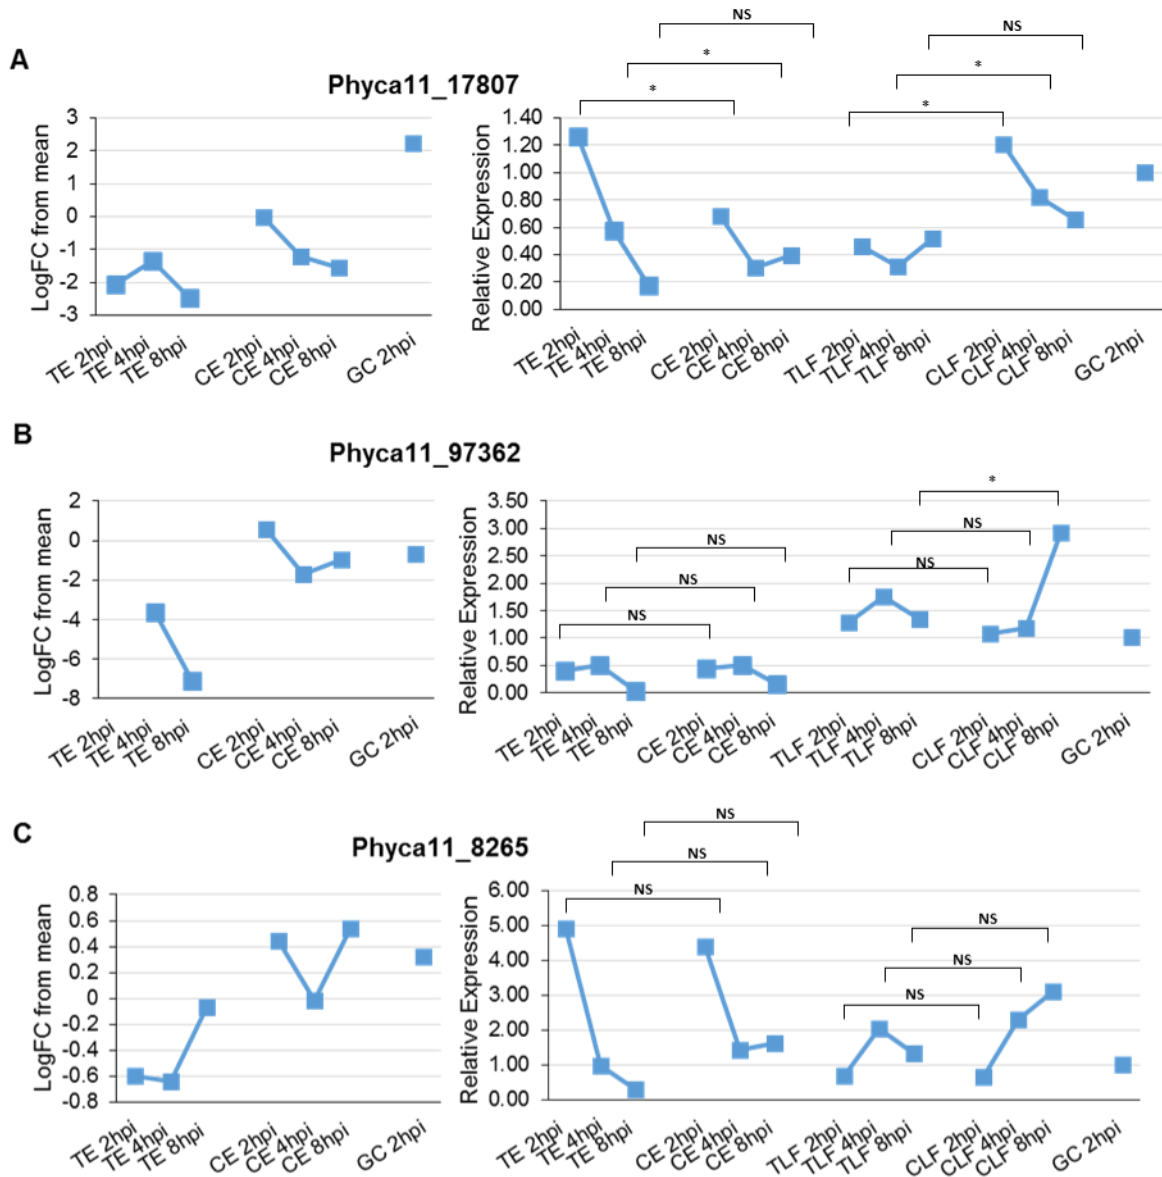 A
Phyca11_17807
LogFC from mean
3
2
1
0
-1
-2
-3
TE 2hpi
TE 4hpi
TE 8hpi
CE 2hpi
CE 4hpi
CE 8hpi
GC 2hpi
NS
*
*
NS
*
*
Relative Expression
1.40
1.20
1.00
0.80
0.60
0.40
0.20
0.00
TE 2hpi
TE 4hpi
TE 8hpi
CE 2hpi
CE 4hpi
CE 8hpi
TLF 2hpi
TLF 4hpi
TLF 8hpi
CLF 2hpi
CLF 4hpi
CLF 8hpi
GC 2hpi
B
Phyca11_97362
LogFC from mean
2
0
-2
-4
-6
-8
TE 2hpi
TE 4hpi
TE 8hpi
CE 2hpi
CE 4hpi
CE 8hpi
GC 2hpi
Relative Expression
3.50
3.00
2.50
2.00
1.50
1.00
0.50
0.00
NS
NS
NS
*
NS
NS
TE 2hpi
TE 4hpi
TE 8hpi
CE 2hpi
CE 4hpi
CE 8hpi
TLF 2hpi
TLF 4hpi
TLF 8hpi
CLF 2hpi
CLF 4hpi
CLF 8hpi
GC 2hpi
C
Phyca11_8265
LogFC from mean
0.8
0.6
0.4
0.2
0
-0.2
-0.4
-0.6
-0.8
TE 2hpi
TE 4hpi
TE 8hpi
CE 2hpi
CE 4hpi
CE 8hpi
GC 2hpi
Relative Expression
6.00
5.00
4.00
3.00
2.00
1.00
0.00
NS
NS
NS
NS
NS
NS
TE 2hpi
TE 4hpi
TE 8hpi
CE 2hpi
CE 4hpi
CE 8hpi
TLF 2hpi
TLF 4hpi
TLF 8hpi
CLF 2hpi
CLF 4hpi
CLF 8hpi
GC 2hpi